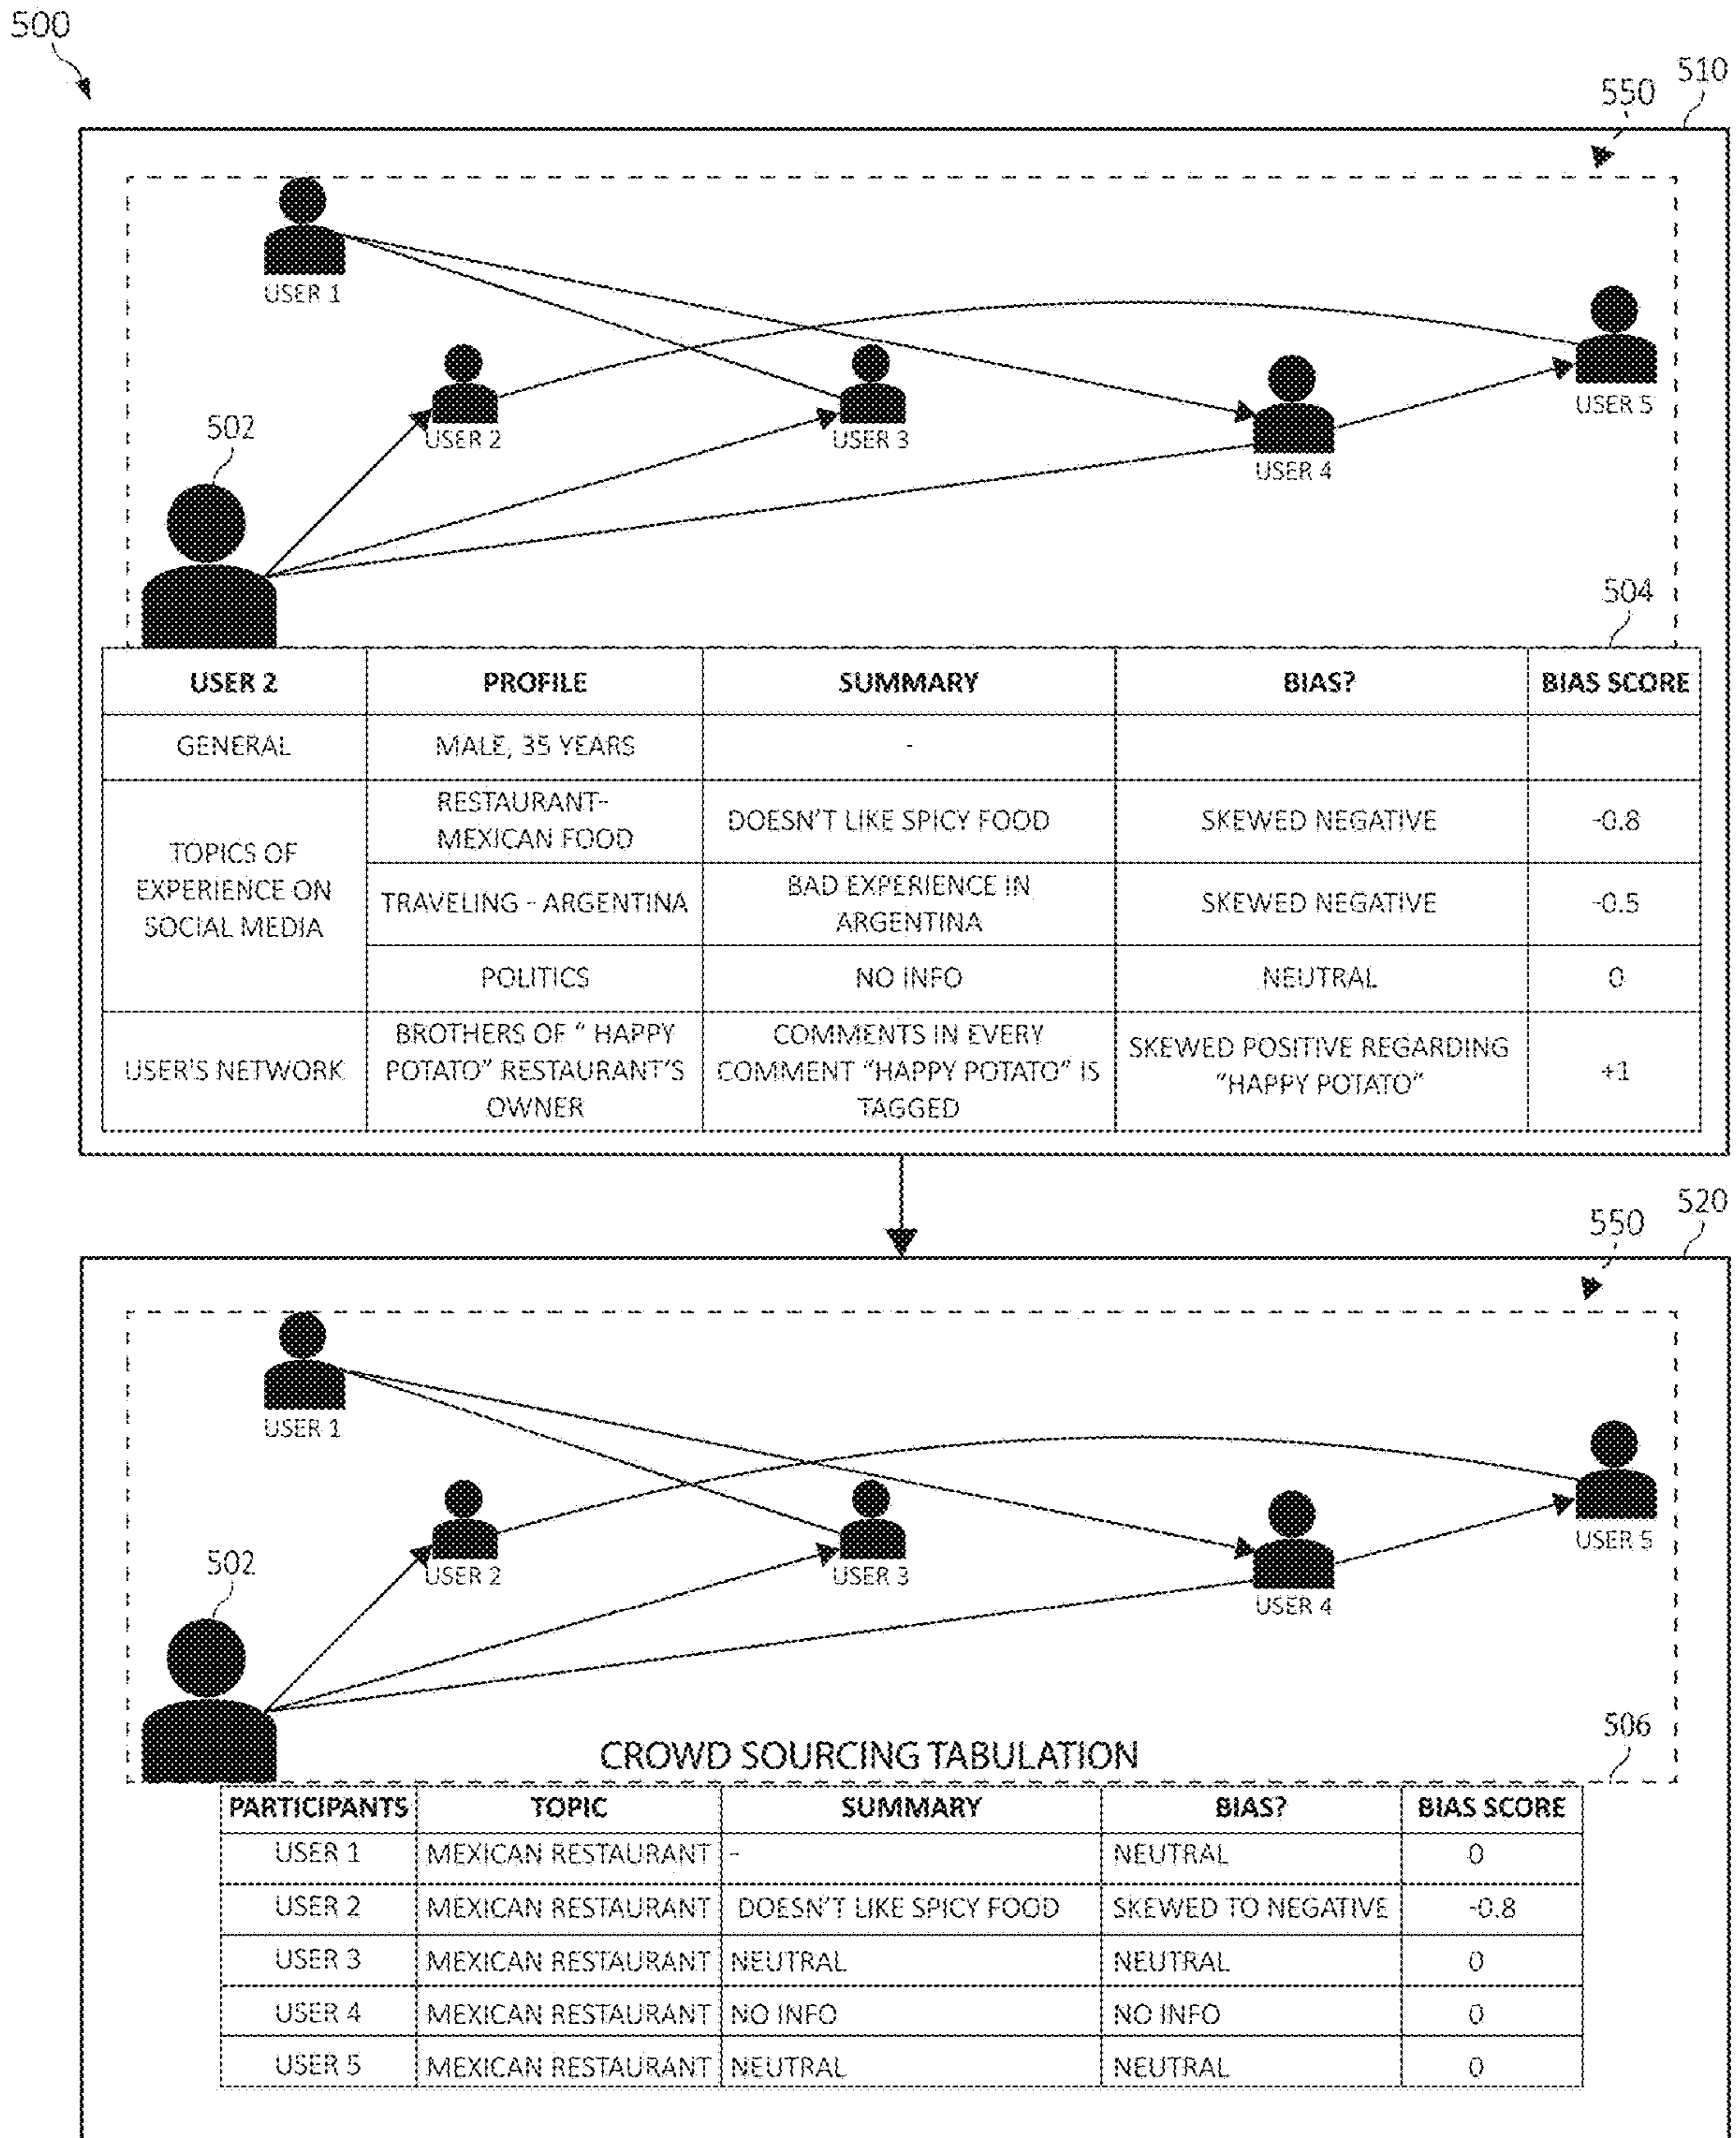 500
510
550
USER 1
USER 5
USER 2
USER 3
USER 4
502
504
USER 2 PROFILE SUMMARY BIAS? BIAS SCORE
GENERAL MALE, 35 YEARS -
TOPICS OF EXPERIENCE ON SOCIAL MEDIA
RESTAURANT- MEXICAN FOOD DOESN'T LIKE SPICY FOOD SKEWED NEGATIVE -0.8
TRAVELING - ARGENTINA BAD EXPERIENCE IN ARGENTINA SKEWED NEGATIVE -0.5
POLITICS NO INFO NEUTRAL 0
USER'S NETWORK BROTHERS OF " HAPPY POTATO" RESTAURANT'S OWNER COMMENTS IN EVERY COMMENT "HAPPY POTATO" IS TAGGED SKEWED POSITIVE REGARDING "HAPPY POTATO" +1
520
550
USER 1
USER 5
USER 2
USER 3
USER 4
502
506
CROWD SOURCING TABULATION
PARTICIPANTS TOPIC SUMMARY BIAS? BIAS SCORE
USER 1 MEXICAN RESTAURANT - NEUTRAL 0
USER 2 MEXICAN RESTAURANT DOESN'T LIKE SPICY FOOD SKEWED TO NEGATIVE -0.8
USER 3 MEXICAN RESTAURANT NEUTRAL NEUTRAL 0
USER 4 MEXICAN RESTAURANT NO INFO NO INFO 0
USER 5 MEXICAN RESTAURANT NEUTRAL NEUTRAL 0